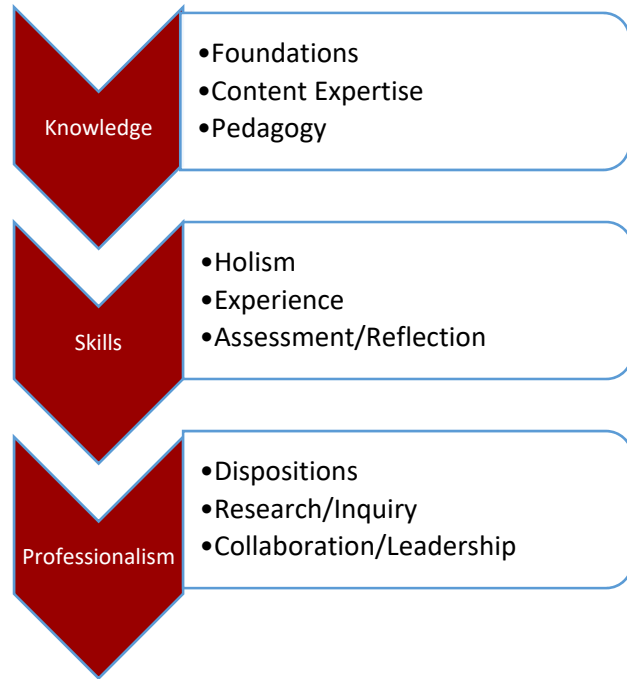 Knowledge
•Foundations
•Content Expertise
•Pedagogy
Skills
•Holism
•Experience
•Assessment/Reflection
Professionalism
•Dispositions
•Research/Inquiry
•Collaboration/Leadership